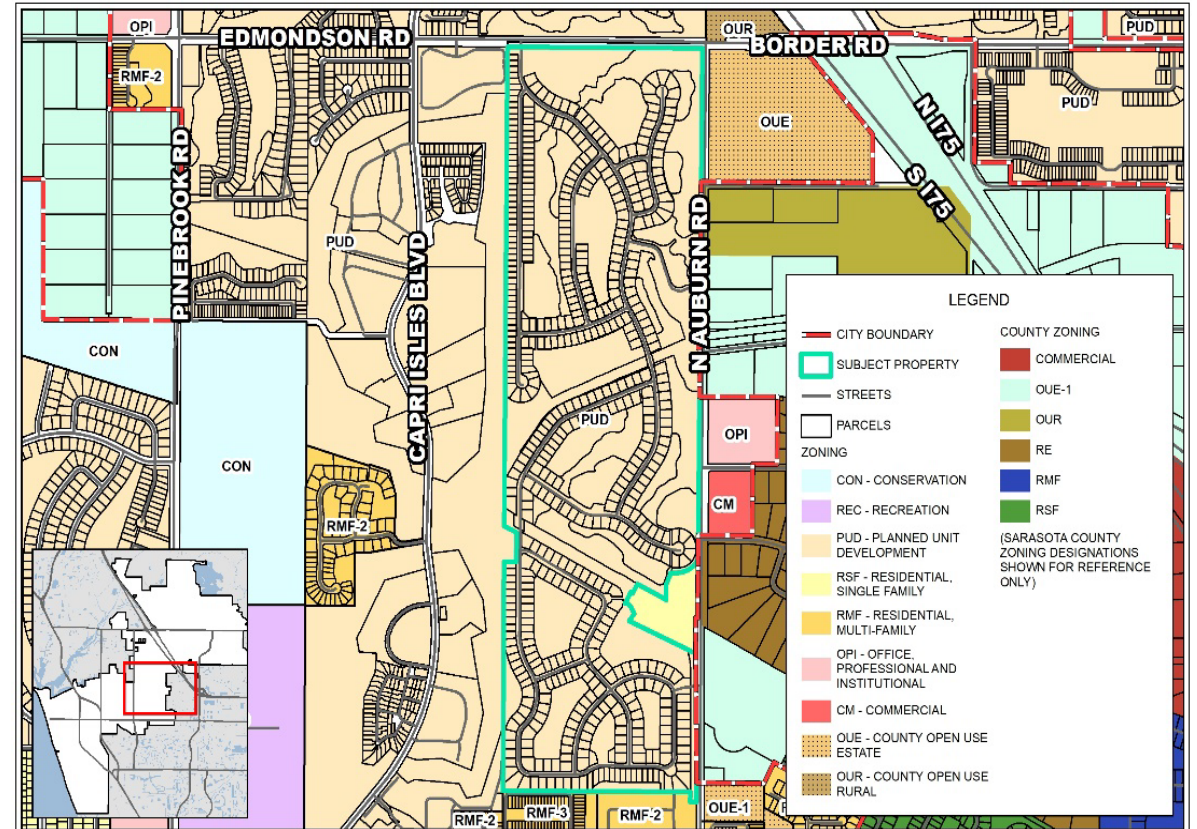 OPI
EDMONDSON RD
OUR
BORDER RD
PUD
RMF-2
PUD
N I75
OUE
S I75
PINEBROOK RD
PUD
CAPRI ISLES BLVD
N AUBURN RD
CON
CON
PUD
OPI
CM
RMF-2
RMF-2
RMF-3
RMF-2
OUE-1
LEGEND
CITY BOUNDARY
SUBJECT PROPERTY
STREETS
PARCELS
ZONING
CON - CONSERVATION
REC - RECREATION
PUD - PLANNED UNIT
DEVELOPMENT
RSF - RESIDENTIAL,
SINGLE FAMILY
RMF - RESIDENTIAL,
MULTI-FAMILY
OPI - OFFICE,
PROFESSIONAL AND
INSTITUTIONAL
CM - COMMERCIAL
OUE - COUNTY OPEN USE
ESTATE
OUR - COUNTY OPEN USE
RURAL
COUNTY ZONING
COMMERCIAL
OUE-1
OUR
RE
RMF
RSF
(SARASOTA COUNTY
ZONING DESIGNATIONS
SHOWN FOR REFERENCE
ONLY)